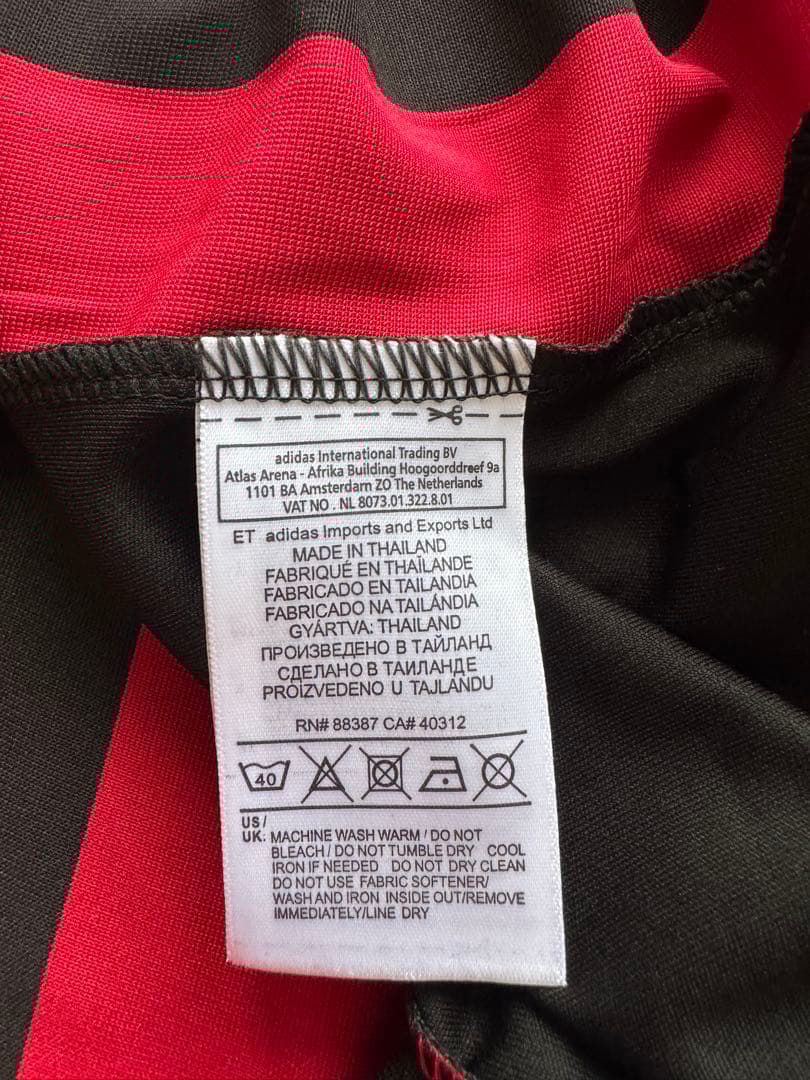 adidas International Trading BV
Atlas Arena - Afrika Building Hoogoorddreef 9a
1101 BA Amsterdam ZO The Netherlands
VAT NO . NL 8073.01.322.8.01
ET adidas Imports and Exports Ltd
MADE IN THAILAND
FABRIQUÉ EN THAÏLANDE
FABRICADO EN TAILANDIA
FABRICADO NA TAILÁNDIA
GYÁRTVA: THAILAND
ПРОИЗВЕДЕНО В ТАЙЛАНД
СДЕЛАНО В ТАИЛАНДЕ
PROIZVEDENO U TAJLANDU
RN# 88387 CA# 40312
40
US/
UK: MACHINE WASH WARM / DO NOT
BLEACH / DO NOT TUMBLE DRY COOL
IRON IF NEEDED DO NOT DRY CLEAN
DO NOT USE FABRIC SOFTENER/
WASH AND IRON INSIDE OUT/REMOVE
IMMEDIATELY/LINE DRY